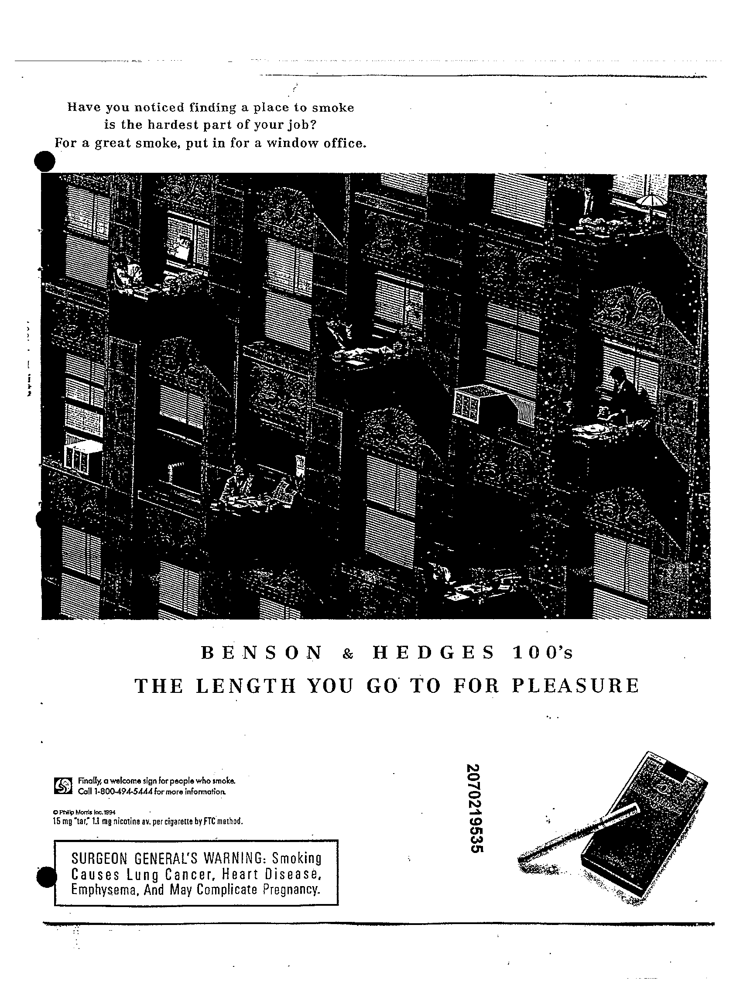 Have you noticed finding a place to smoke
is the hardest part of your job?
For a great smoke, put in for a window office.
BENSON & HEDGES 100's
THE LENGTH YOU GO TO FOR PLEASURE
Finally, a welcome sign for people who smoke.
Call 1-800-494-5444 for more information.
© Philip Morris Inc. 1994
15 mg "tar," 1.1 mg nicotine av. per cigarette by FTC method.
SURGEON GENERAL'S WARNING: Smoking
Causes Lung Cancer, Heart Disease,
Emphysema, And May Complicate Pregnancy.
2070219535